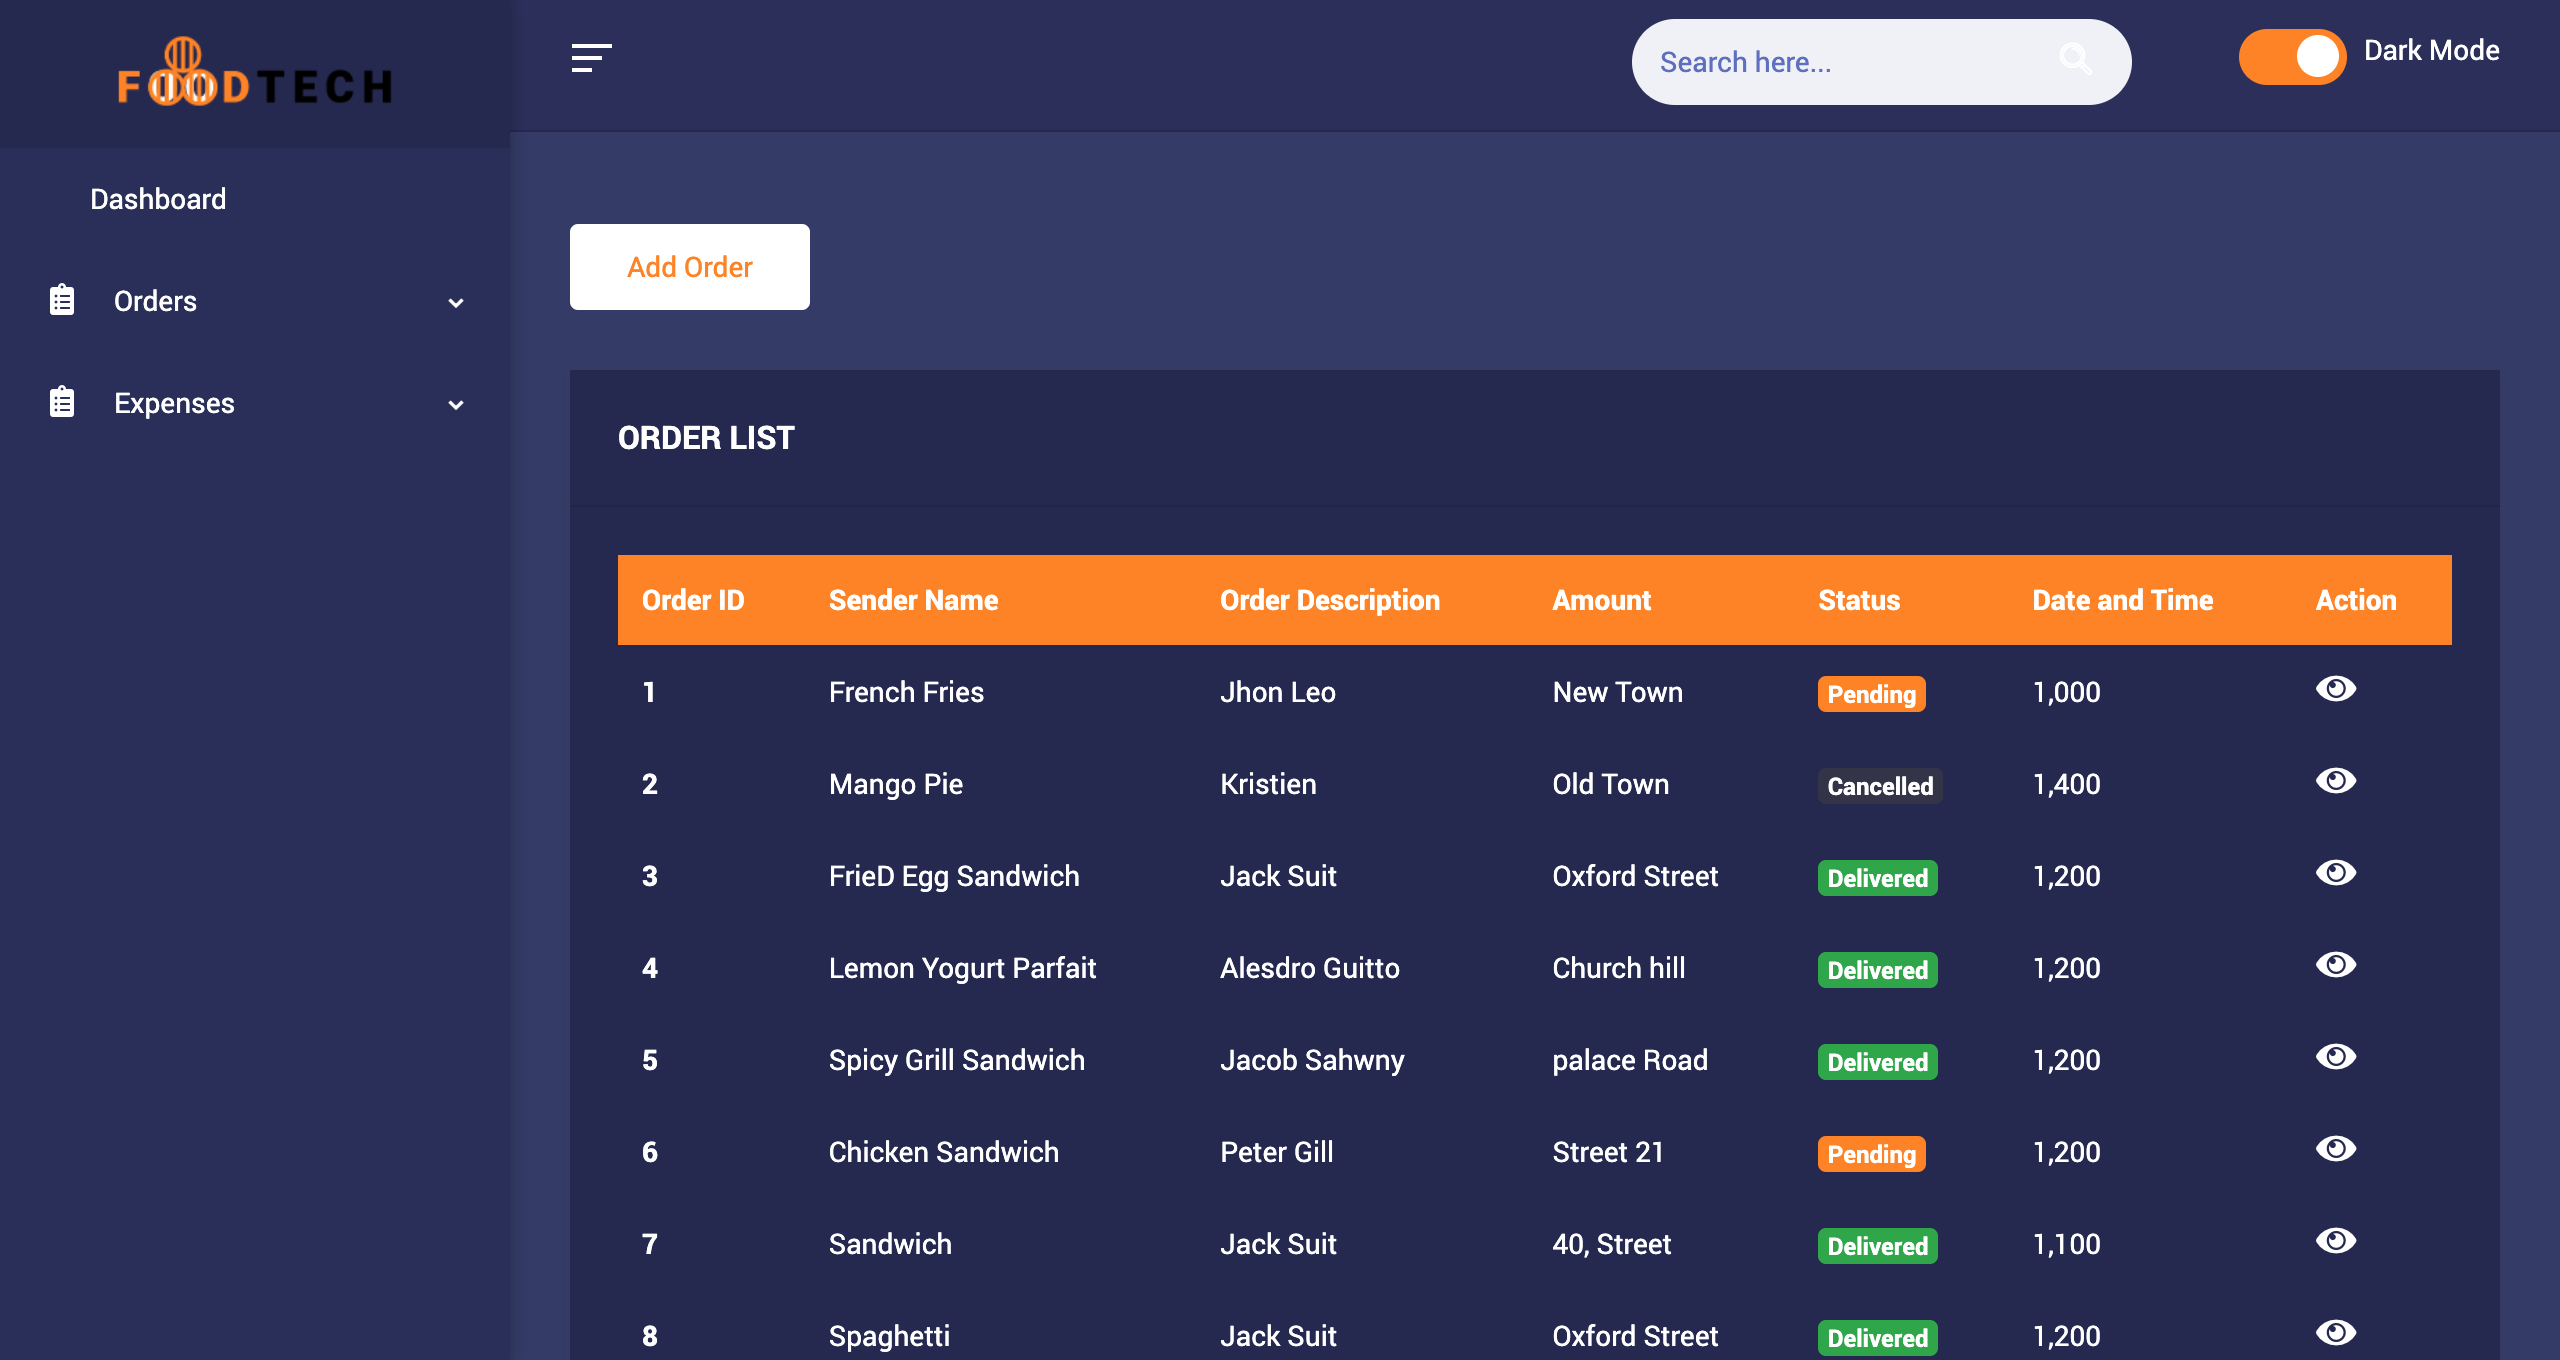 FOODTECH
Search here...
Dark Mode
Dashboard
Orders
Expenses
Add Order
ORDER LIST
Order ID Sender Name Order Description Amount Status Date and Time Action
1 French Fries Jhon Leo New Town Pending 1,000
2 Mango Pie Kristien Old Town Cancelled 1,400
3 FrieD Egg Sandwich Jack Suit Oxford Street Delivered 1,200
4 Lemon Yogurt Parfait Alesdro Guitto Church hill Delivered 1,200
5 Spicy Grill Sandwich Jacob Sahwny palace Road Delivered 1,200
6 Chicken Sandwich Peter Gill Street 21 Pending 1,200
7 Sandwich Jack Suit 40, Street Delivered 1,100
8 Spaghetti Jack Suit Oxford Street Delivered 1,200